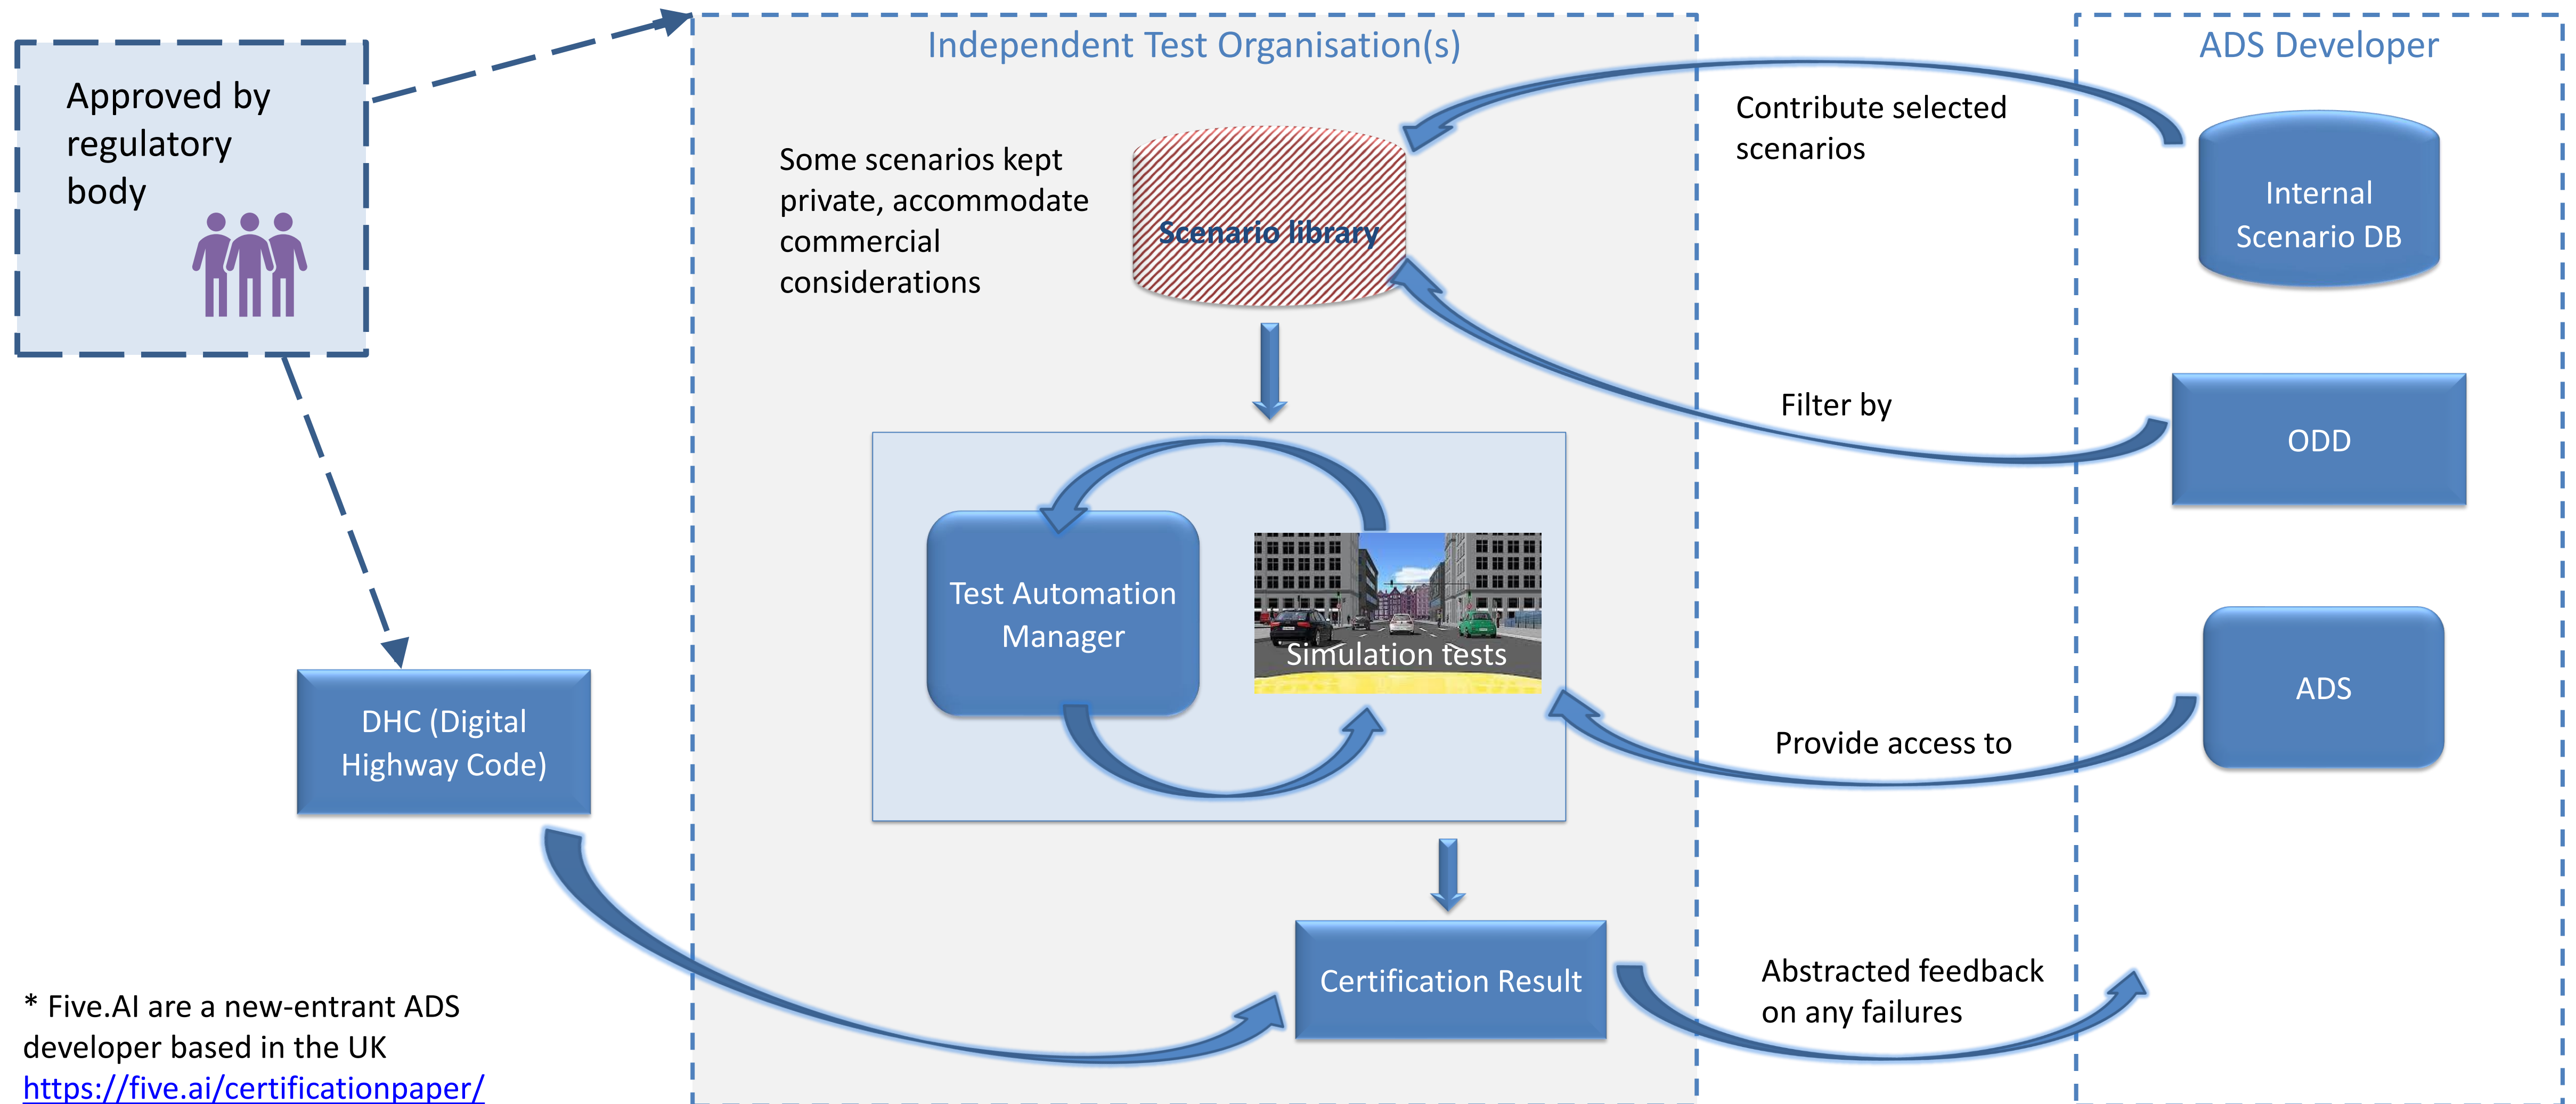 Independent Test Organisation(s)
ADS Developer
Approved by
regulatory
body
Contribute selected
scenarios
Some scenarios kept
private, accommodate
commercial
considerations
Scenario library
Internal
Scenario DB
Filter by
ODD
Test Automation
Manager
Simulation tests
ADS
DHC (Digital
Highway Code)
Provide access to
Certification Result
Abstracted feedback
on any failures
* Five.AI are a new-entrant ADS
developer based in the UK
https://five.ai/certificationpaper/